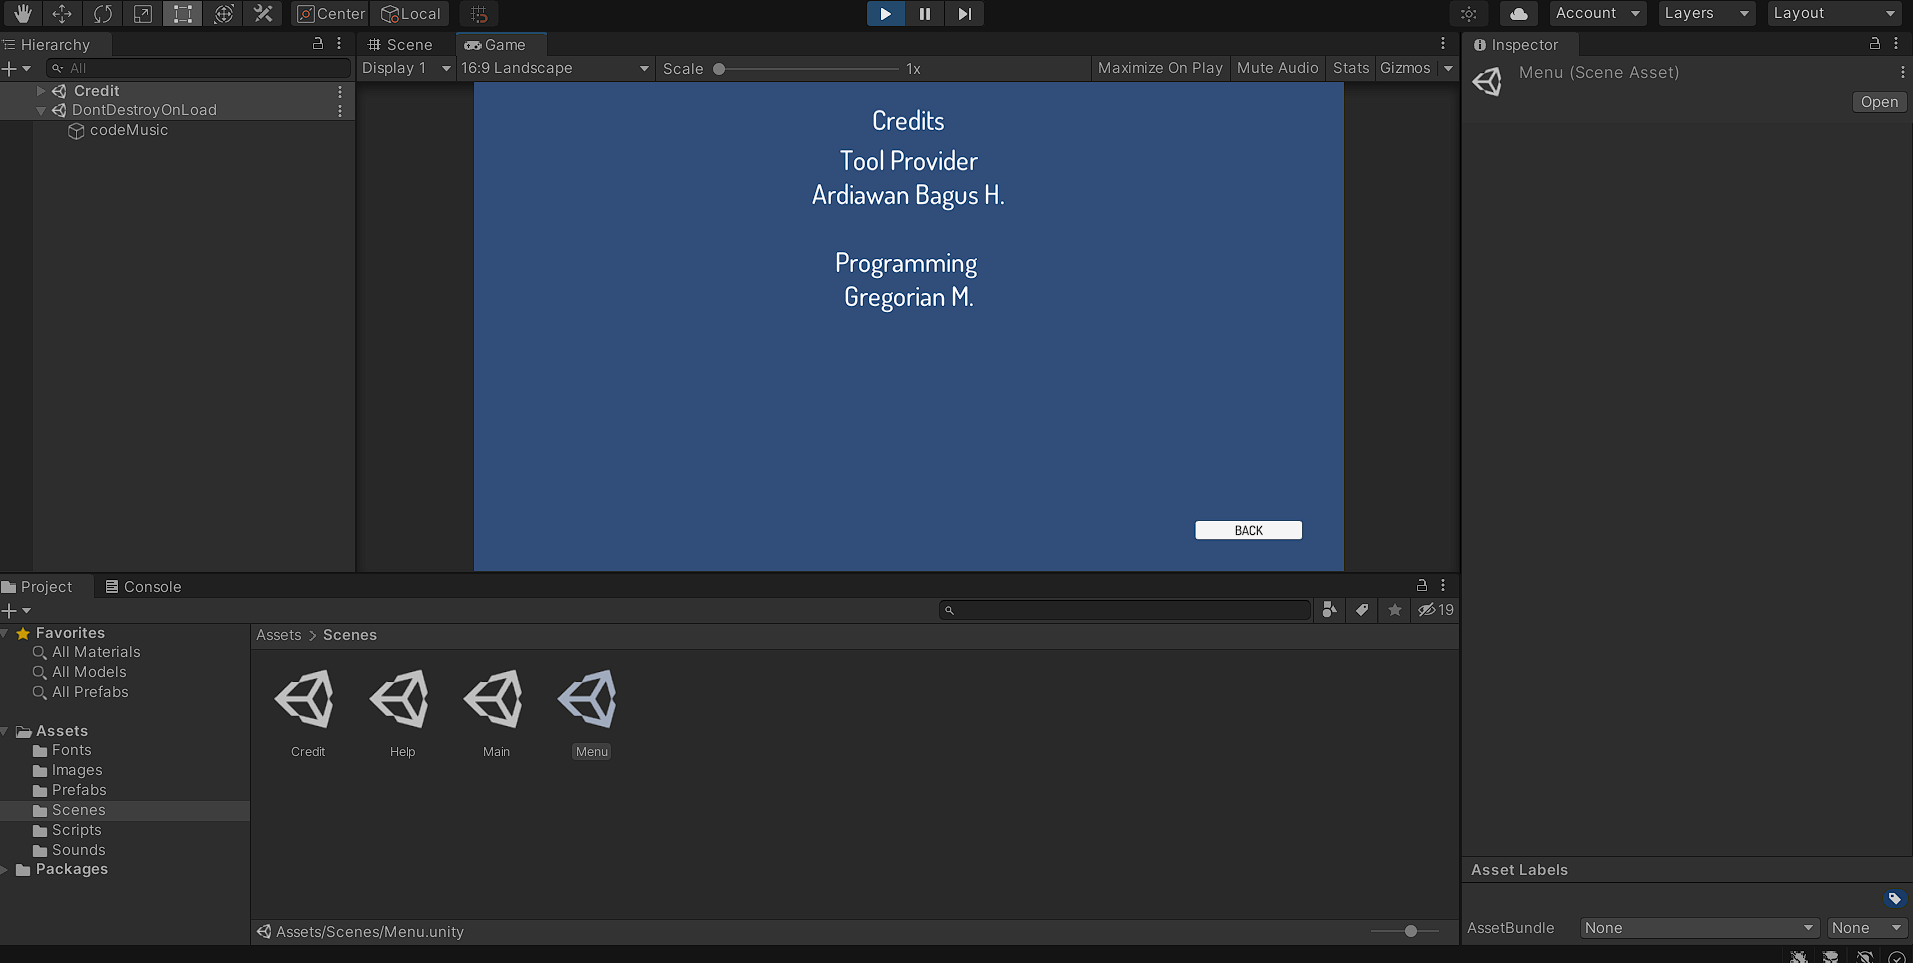 Center
Local
Account
Layers
Layout
Hierarchy
All
Credit
DontDestroyOnLoad
codeMusic
Scene
Game
Display 1
16:9 Landscape
Scale
1x
Maximize On Play
Mute Audio
Stats
Gizmos
Credits
Tool Provider
Ardiawan Bagus H.
Programming
Gregorian M.
BACK
Inspector
Menu (Scene Asset)
Open
Project
Console
19
Favorites
All Materials
All Models
All Prefabs
Assets
Fonts
Images
Prefabs
Scenes
Scripts
Sounds
Packages
Assets > Scenes
Credit
Help
Main
Menu
Assets/Scenes/Menu.unity
Asset Labels
AssetBundle
None
None